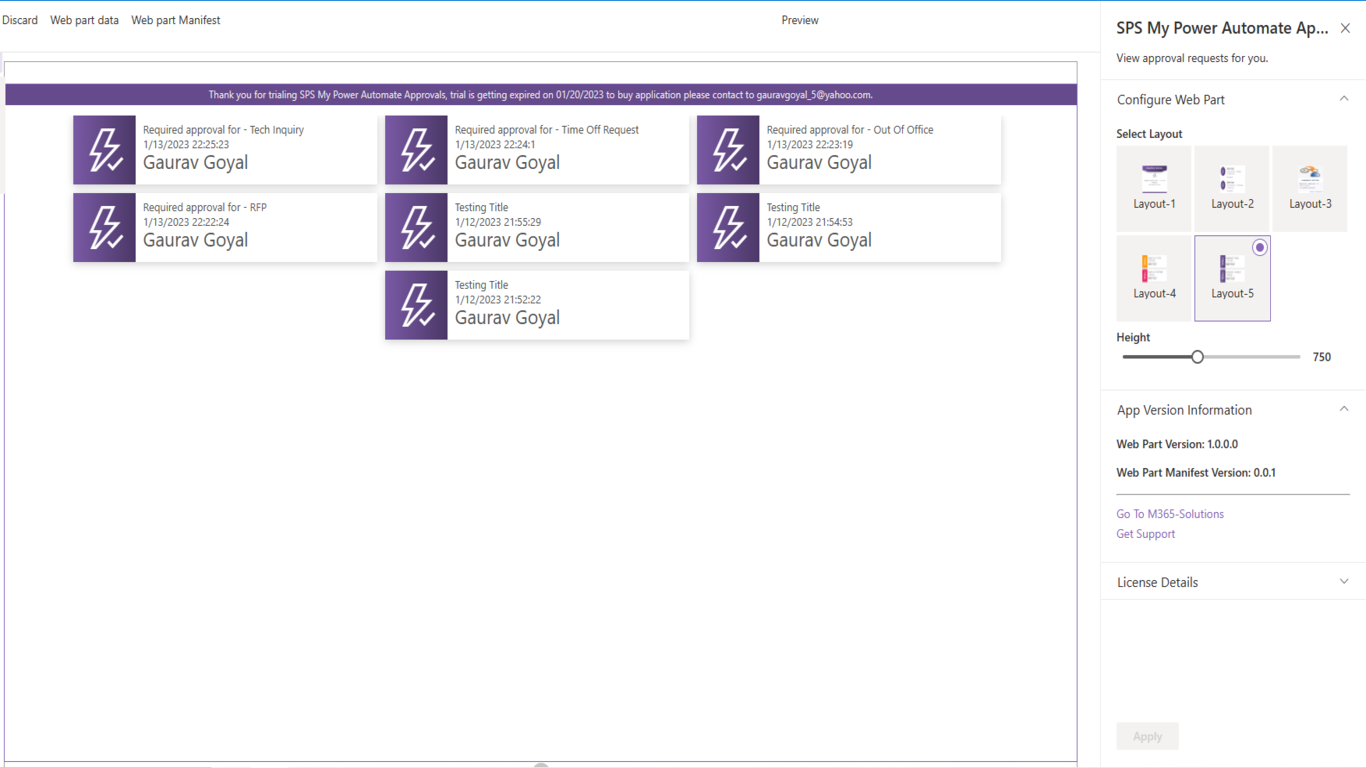 Discard Web part data Web part Manifest Preview
Thank you for trialing SPS My Power Automate Approvals, trial is getting expired on 01/20/2023 to buy application please contact to gauravgoyal_5@yahoo.com.
Required approval for - Tech Inquiry
1/13/2023 22:25:23
Gaurav Goyal
Required approval for - Time Off Request
1/13/2023 22:24:1
Gaurav Goyal
Required approval for - Out Of Office
1/13/2023 22:23:19
Gaurav Goyal
Required approval for - RFP
1/13/2023 22:22:24
Gaurav Goyal
Testing Title
1/12/2023 21:55:29
Gaurav Goyal
Testing Title
1/12/2023 21:54:53
Gaurav Goyal
Testing Title
1/12/2023 21:52:22
Gaurav Goyal
SPS My Power Automate Ap...
View approval requests for you.
Configure Web Part
Select Layout
Layout-1 Layout-2 Layout-3
Layout-4 Layout-5
Height
750
App Version Information
Web Part Version: 1.0.0.0
Web Part Manifest Version: 0.0.1
Go To M365-Solutions
Get Support
License Details
Apply